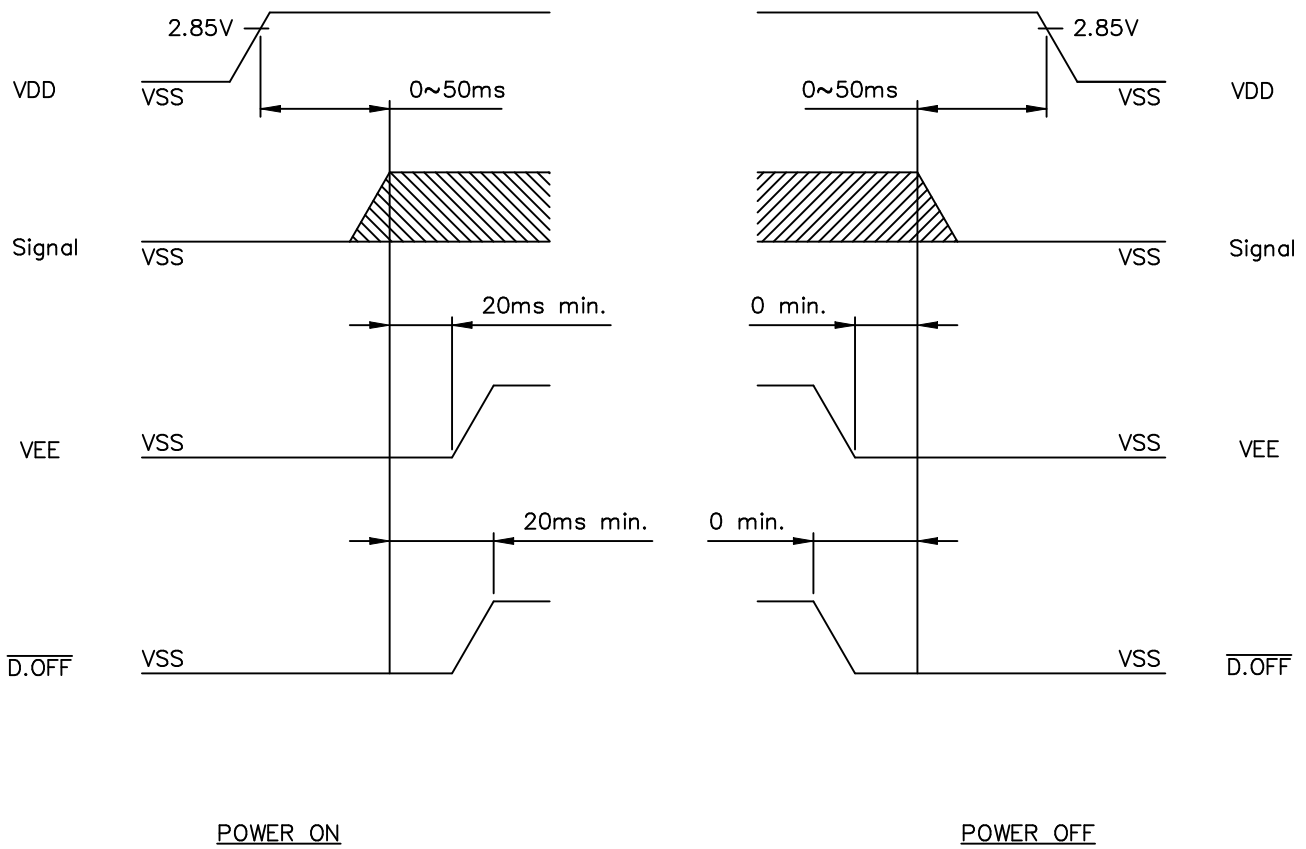 2.85V 2.85V
VDD VSS 0~50ms 0~50ms VSS VDD
Signal VSS VSS Signal
20ms min. 0 min.
VEE VSS VSS VEE
20ms min. 0 min.
D.OFF VSS VSS D.OFF
POWER ON POWER OFF